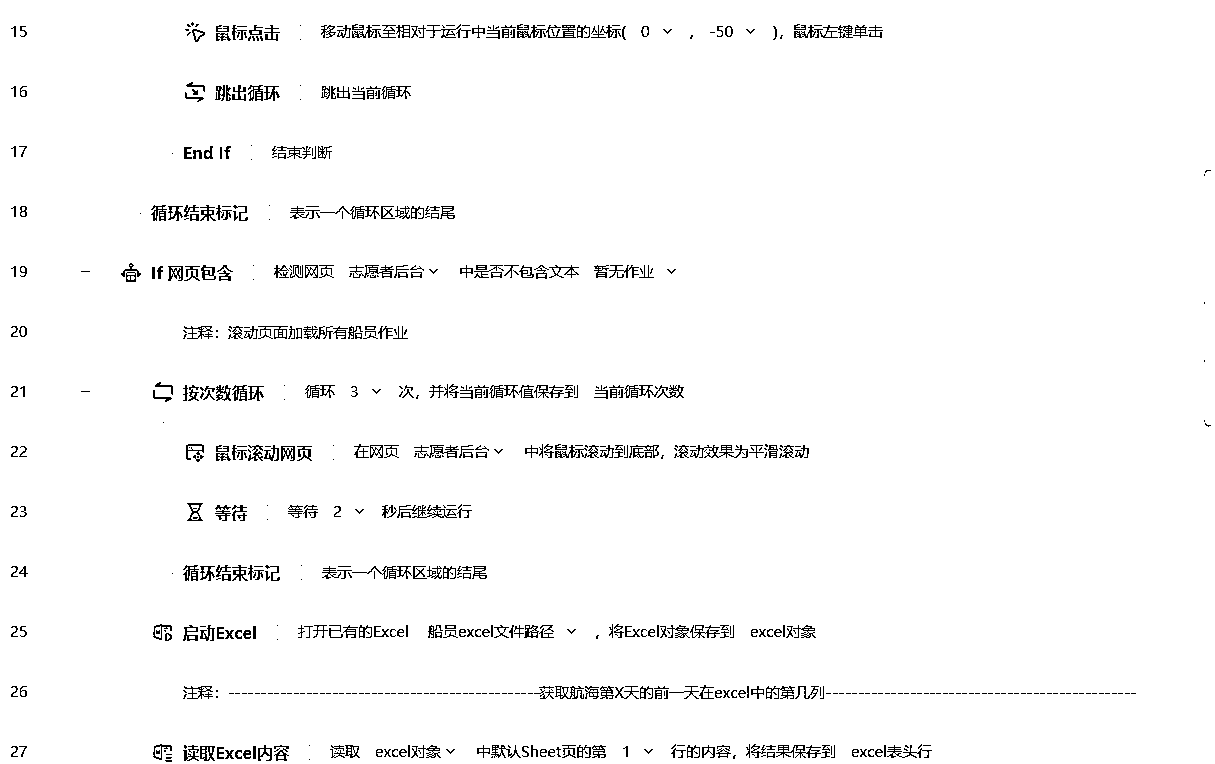 15 鼠标点击 移动鼠标至相对于运行中当前鼠标位置的坐标( 0 , -50 ), 鼠标左键单击
16 跳出循环 跳出当前循环
17 End If 结束判断
18 循环结束标记 表示一个循环区域的结尾
19 If 网页包含 检测网页 志愿者后台 中是否不包含文本 暂无作业
20 注释：滚动页面加载所有船员作业
21 按次数循环 循环 3 次，并将当前循环值保存到 当前循环次数
22 鼠标滚动网页 在网页 志愿者后台 中将鼠标滚动到底部，滚动效果为平滑滚动
23 等待 等待 2 秒后继续运行
24 循环结束标记 表示一个循环区域的结尾
25 启动Excel 打开已有的Excel 船员excel文件路径 ，将Excel对象保存到 excel对象
26 注释：------------------------------------------------获取航海第X天的前一天在excel中的第几列------------------------------------------------
27 读取Excel内容 读取 excel对象 中默认Sheet页的第 1 行的内容，将结果保存到 excel表头行